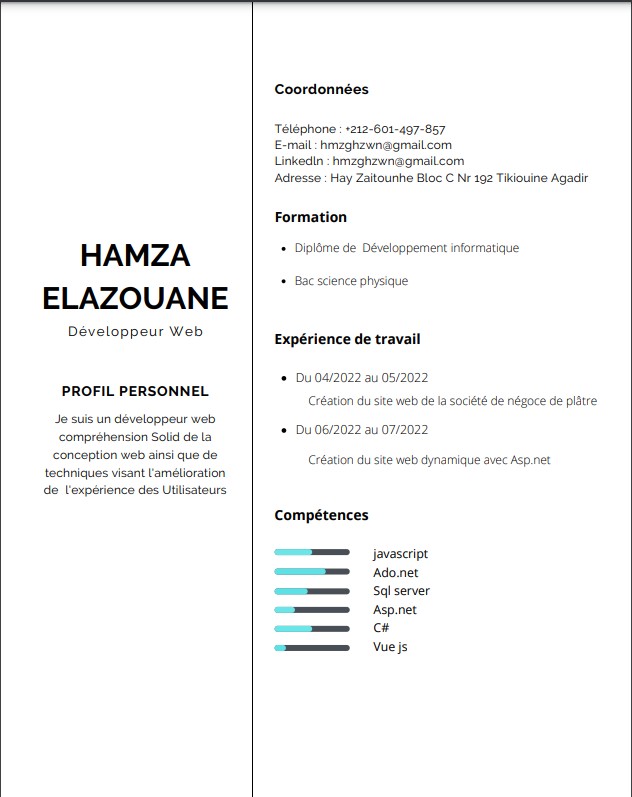 HAMZA
ELAZOUANE
Développeur Web
PROFIL PERSONNEL
Je suis un développeur web
compréhension Solid de la
conception web ainsi que de
techniques visant l'amélioration
de l'expérience des Utilisateurs
Coordonnées
Téléphone : +212-601-497-857
E-mail : hmzghzwn@gmail.com
Linkedln : hmzghzwn@gmail.com
Adresse : Hay Zaitounhe Bloc C Nr 192 Tikiouine Agadir
Formation
• Diplôme de Développement informatique
• Bac science physique
Expérience de travail
• Du 04/2022 au 05/2022
Création du site web de la société de négoce de plâtre
• Du 06/2022 au 07/2022
Création du site web dynamique avec Asp.net
Compétences
javascript
Ado.net
Sql server
Asp.net
C#
Vue js